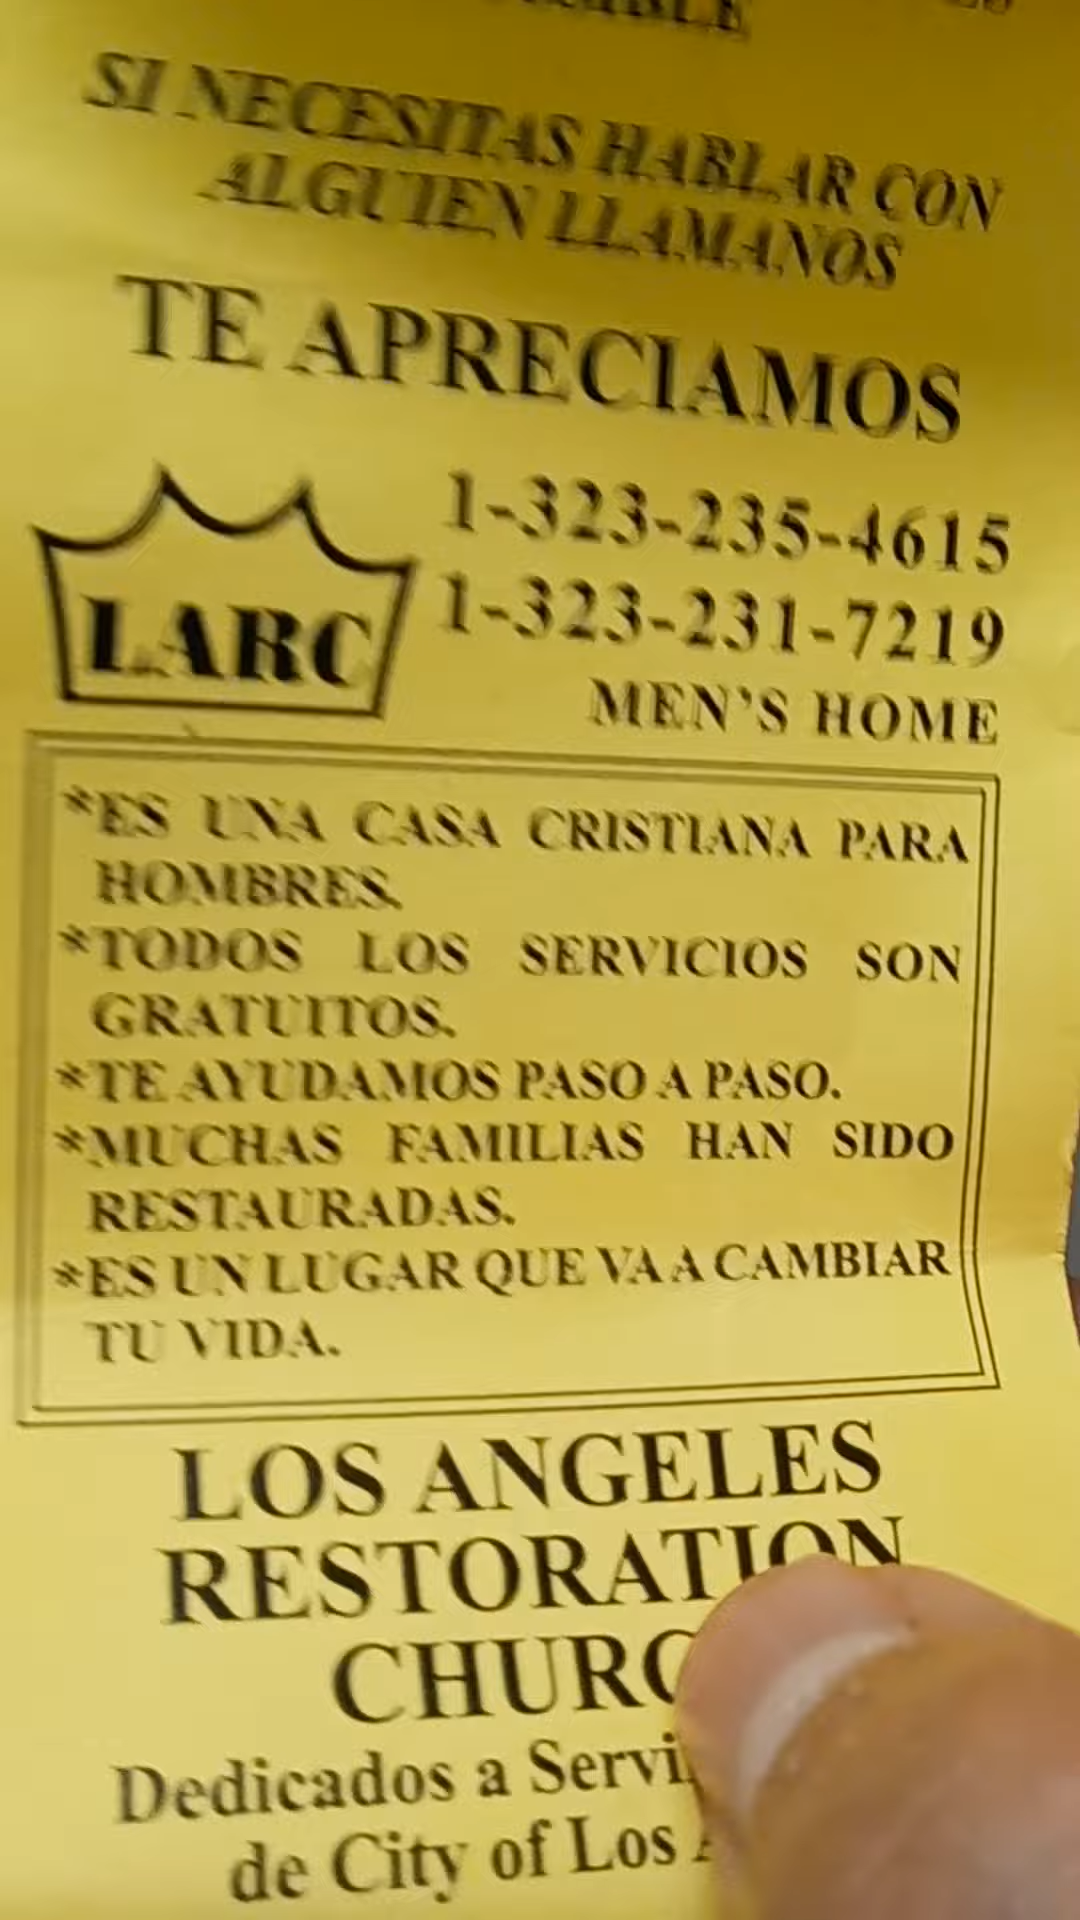 SI NECESITAS HABLAR CON
ALGUIEN LLAMANOS
TE APRECIAMOS
LARC
1-323-235-4615
1-323-231-7219
MEN'S HOME
*ES UNA CASA CRISTIANA PARA
HOMBRES.
*TODOS LOS SERVICIOS SON
GRATUITOS.
*TE AYUDAMOS PASO A PASO.
*MUCHAS FAMILIAS HAN SIDO
RESTAURADAS.
*ES UN LUGAR QUE VA A CAMBIAR
TU VIDA.
LOS ANGELES
RESTORATION
CHURC
Dedicados a Servi
de City of Los